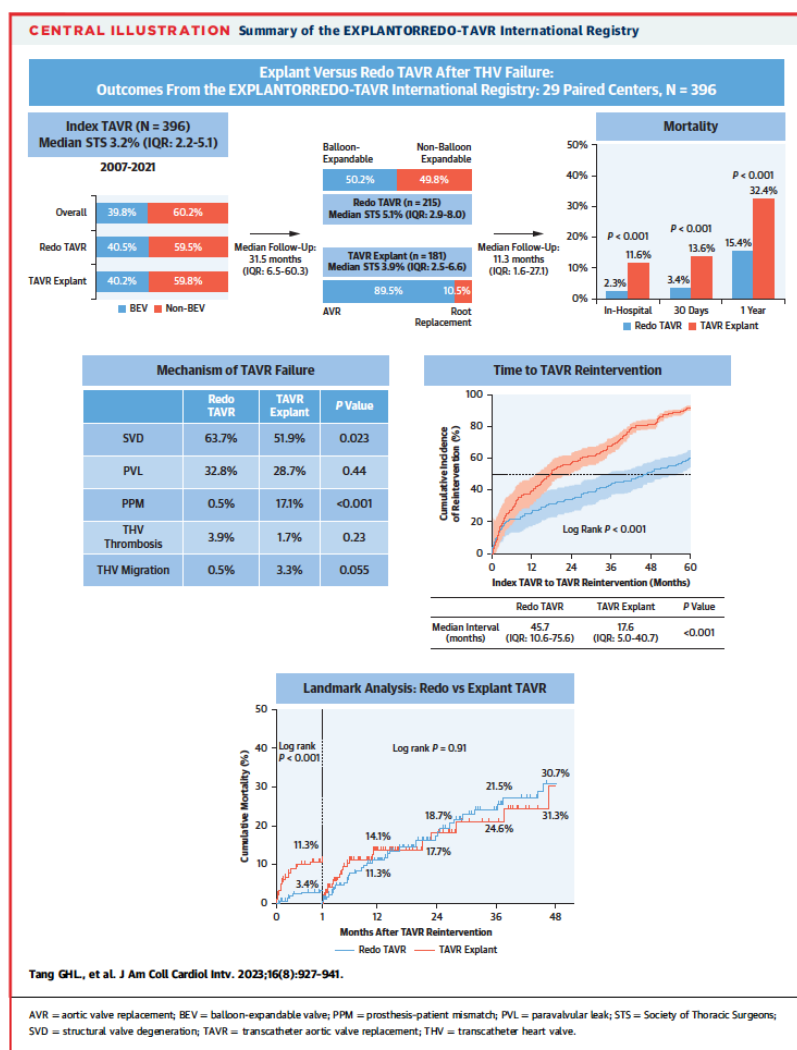 CENTRAL ILLUSTRATION Summary of the EXPLANTORREDO-TAVR International Registry
Explant Versus Redo TAVR After THV Failure:
Outcomes From the EXPLANTORREDO-TAVR International Registry: 29 Paired Centers, N = 396
Index TAVR (N = 396)
Median STS 3.2% (IQR: 2.2-5.1)
2007-2021
Overall 39.8% 60.2%
Redo TAVR 40.5% 59.5%
TAVR Explant 40.2% 59.8%
BEV Non-BEV
Median Follow-Up:
31.5 months
(IQR: 6.5-60.3)
Balloon-
Expandable
Non-Balloon
Expandable
50.2% 49.8%
Redo TAVR (n = 215)
Median STS 5.1% (IQR: 2.9-8.0)
TAVR Explant (n = 181)
Median STS 3.9% (IQR: 2.5-6.6)
89.5% 10.5%
AVR
Root
Replacement
Median Follow-Up:
11.3 months
(IQR: 1.6-27.1)
Mortality
50%
40%
30%
20%
10%
0%
P < 0.001
P < 0.001
P < 0.001
2.3% 11.6%
3.4% 13.6%
15.4% 32.4%
In-Hospital 30 Days 1 Year
Redo TAVR TAVR Explant
Mechanism of TAVR Failure
Redo
TAVR
TAVR
Explant
P Value
SVD 63.7% 51.9% 0.023
PVL 32.8% 28.7% 0.44
PPM 0.5% 17.1% <0.001
THV
Thrombosis
3.9% 1.7% 0.23
THV Migration 0.5% 3.3% 0.055
Time to TAVR Reintervention
Cumulative Incidence
of Reintervention (%)
100
80
60
40
20
0
Log Rank P < 0.001
0 12 24 36 48 60
Index TAVR to TAVR Reintervention (Months)
Redo TAVR TAVR Explant P Value
Median Interval
(months)
45.7
(IQR: 10.6-75.6)
17.6
(IQR: 5.0-40.7)
<0.001
Landmark Analysis: Redo vs Explant TAVR
Cumulative Mortality (%)
50
40
30
20
10
0
Log rank
P < 0.001
Log rank P = 0.91
11.3%
3.4%
14.1%
11.3%
18.7%
17.7%
21.5%
24.6%
30.7%
31.3%
0 1 12 24 36 48
Months After TAVR Reintervention
Redo TAVR TAVR Explant
Tang GHL., et al. J Am Coll Cardiol Intv. 2023;16(8):927–941.
AVR = aortic valve replacement; BEV = balloon-expandable valve; PPM = prosthesis-patient mismatch; PVL = paravalvular leak; STS = Society of Thoracic Surgeons;
SVD = structural valve degeneration; TAVR = transcatheter aortic valve replacement; THV = transcatheter heart valve.